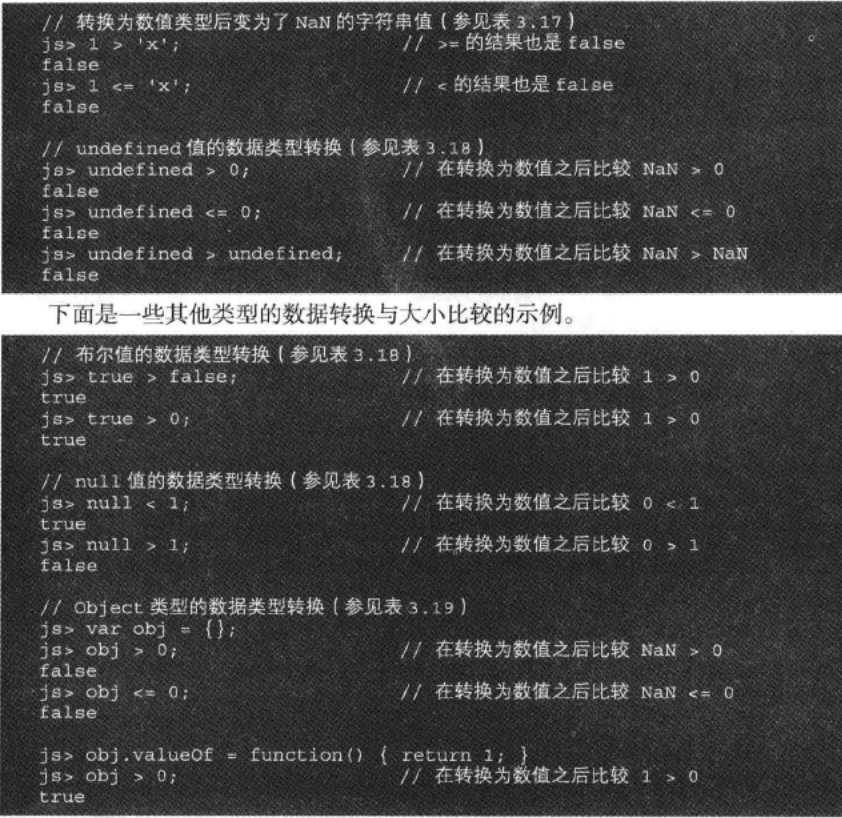 // 转换为数值类型后变为了 NaN 的字符串值（参见表 3.17）
js> 1 > 'x';    // >= 的结果也是 false
false
js> 1 <= 'x';    // < 的结果也是 false
false
// undefined 值的数据类型转换（参见表 3.18）
js> undefined > 0;    // 在转换为数值之后比较 NaN > 0
false
js> undefined <= 0;    // 在转换为数值之后比较 NaN <= 0
false
js> undefined > undefined;    // 在转换为数值之后比较 NaN > NaN
false
下面是一些其他类型的数据转换与大小比较的示例。
// 布尔值的数据类型转换（参见表 3.18）
js> true > false;    // 在转换为数值之后比较 1 > 0
true
js> true > 0;    // 在转换为数值之后比较 1 > 0
true
// null 值的数据类型转换（参见表 3.18）
js> null < 1;    // 在转换为数值之后比较 0 < 1
true
js> null > 1;    // 在转换为数值之后比较 0 > 1
false
// Object 类型的数据类型转换（参见表 3.19）
js> var obj = {};
js> obj > 0;    // 在转换为数值之后比较 NaN > 0
false
js> obj <= 0;    // 在转换为数值之后比较 NaN <= 0
false
js> obj.valueOf = function() { return 1; }
js> obj > 0;    // 在转换为数值之后比较 1 > 0
true